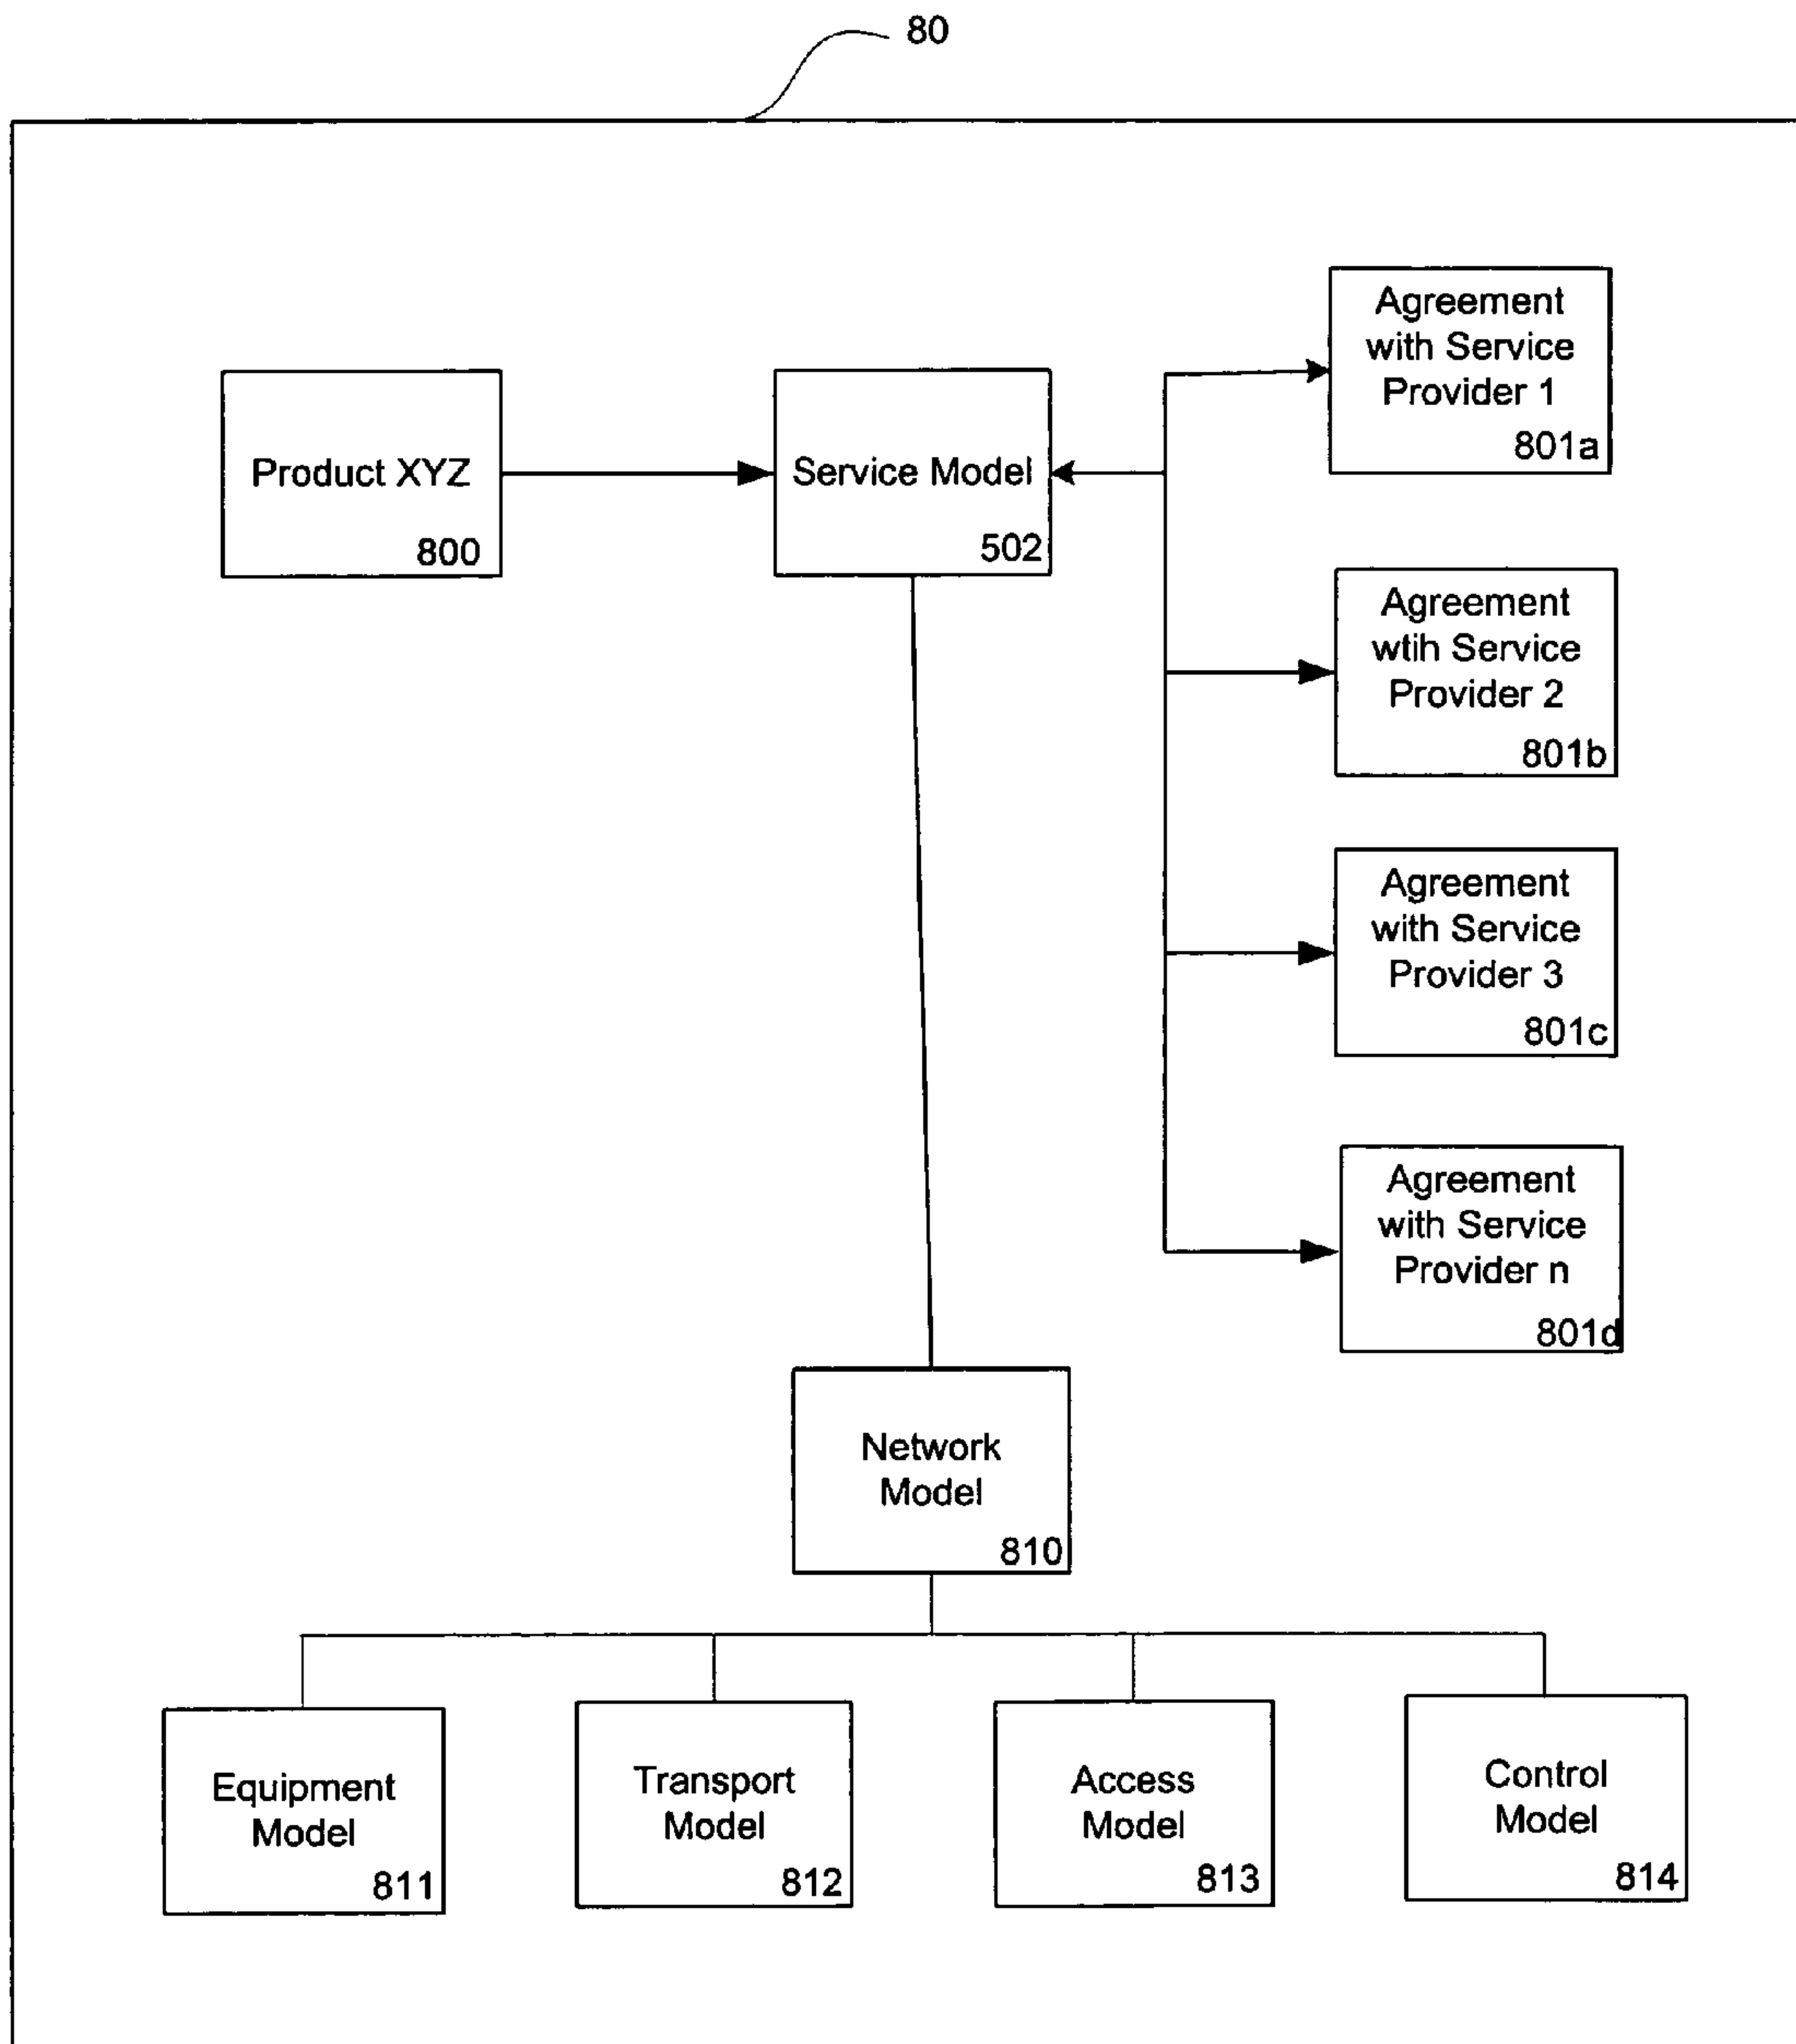 80
Agreement
with Service
Provider 1
801a
Product XYZ
800
Service Model
502
Agreement
wtih Service
Provider 2
801b
Agreement
with Service
Provider 3
801c
Agreement
with Service
Provider n
801d
Network
Model
810
Equipment
Model
811
Transport
Model
812
Access
Model
813
Control
Model
814